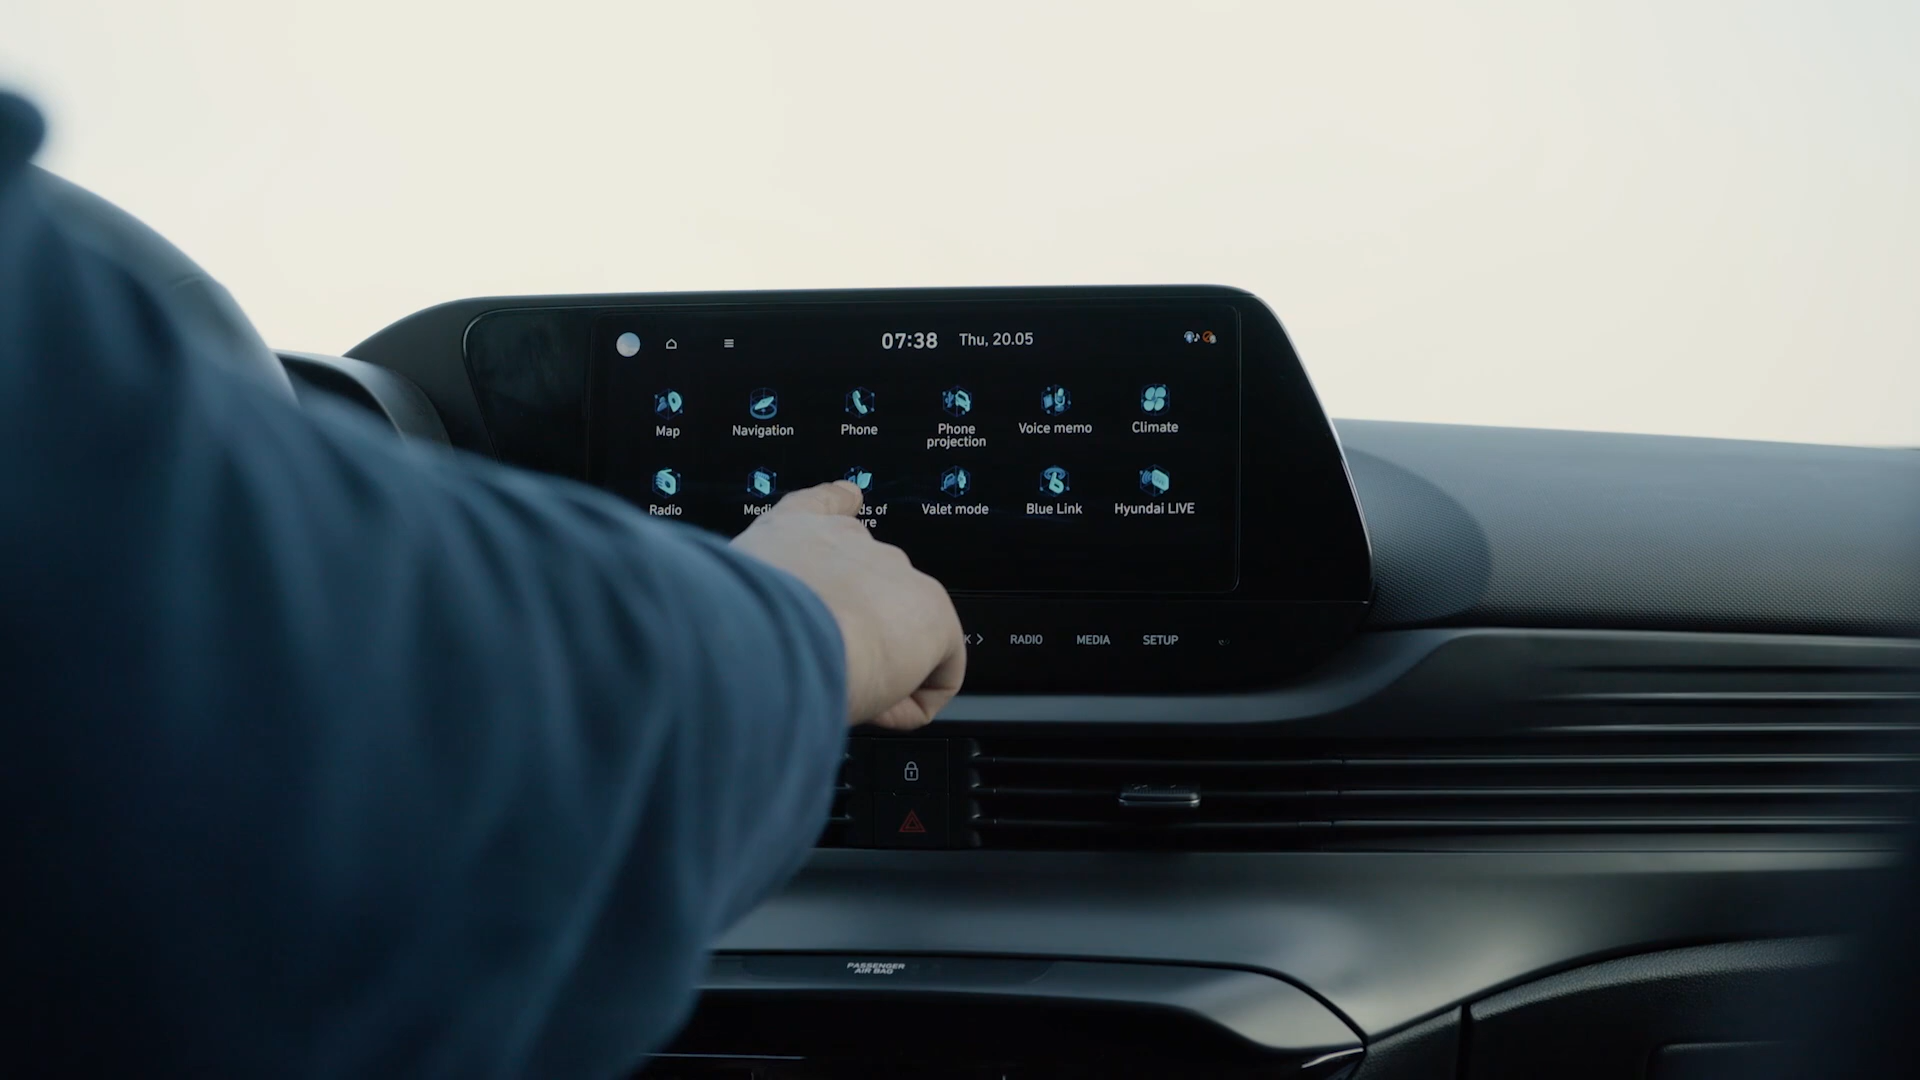 07:38 Thu, 20.05
Map Navigation Phone Phone projection Voice memo Climate
Radio Valet mode Blue Link Hyundai LIVE
of
RADIO MEDIA SETUP
PASSENGER
AIR BAG